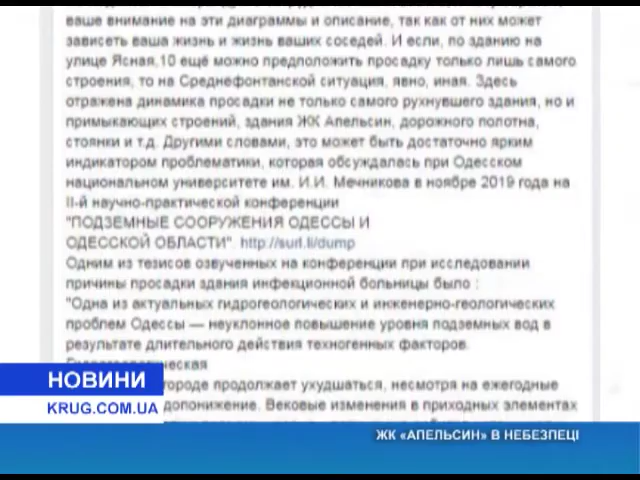 ваше внимание на эти диаграммы и описание, так как от них может
зависеть ваша жизнь и жизнь ваших соседей. И если, по зданию на
улице Ясная,10 ещё можно предположить просадку только лишь самого
строения, то на Среднефонтанской ситуация, явно, иная. Здесь
отражена динамика просадки не только самого рухнувшего здания, но и
примыкающих строений, здания ЖК Апельсин, дорожного полотна,
стоянки и т.д. Другими словами, это может быть достаточно ярким
индикатором проблематики, которая обсуждалась при Одесском
национальном университете им. И.И. Мечникова в ноябре 2019 года на
II-й научно-практической конференции
"ПОДЗЕМНЫЕ СООРУЖЕНИЯ ОДЕССЫ И
ОДЕССКОЙ ОБЛАСТИ". http://surl.li/dump
Одним из тезисов озвученных на конференции при исследовании
причины просадки здания инфекционной больницы было :
"Одна из актуальных гидрогеологических и инженерно-геологических
проблем Одессы — неуклонное повышение уровня подземных вод в
результате длительного действия техногенных факторов.
городе продолжает ухудшаться, несмотря на ежегодные
допонижение. Вековые изменения в приходных элементах
НОВИНИ
KRUG.COM.UA
ЖК «АПЕЛЬСИН» В НЕБЕЗПЕЦІ